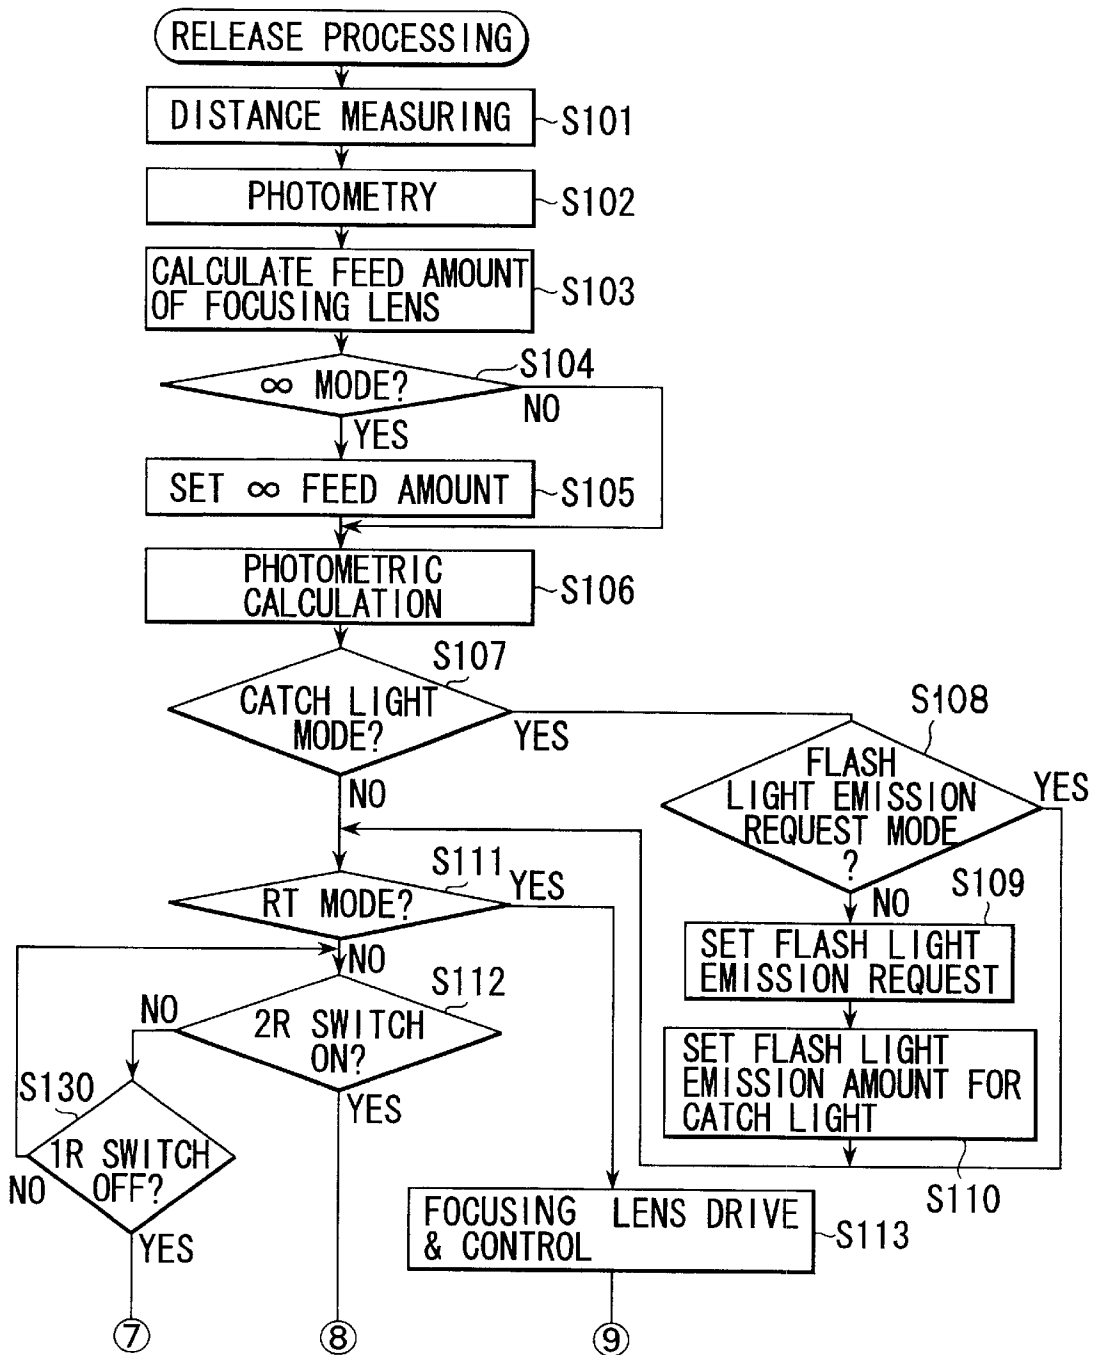 RELEASE PROCESSING
DISTANCE MEASURING
S101
PHOTOMETRY
S102
CALCULATE FEED AMOUNT
OF FOCUSING LENS
S103
S104
∞ MODE?
NO
YES
SET ∞ FEED AMOUNT
S105
PHOTOMETRIC
CALCULATION
S106
S107
CATCH LIGHT
MODE?
YES
NO
S108
FLASH
LIGHT EMISSION
REQUEST MODE
?
YES
NO
S109
SET FLASH LIGHT
EMISSION REQUEST
SET FLASH LIGHT
EMISSION AMOUNT FOR
CATCH LIGHT
S110
S111
RT MODE?
YES
NO
S112
2R SWITCH
ON?
NO
YES
S130
1R SWITCH
OFF?
NO
YES
FOCUSING LENS DRIVE
& CONTROL
S113
⑦
⑧
⑨